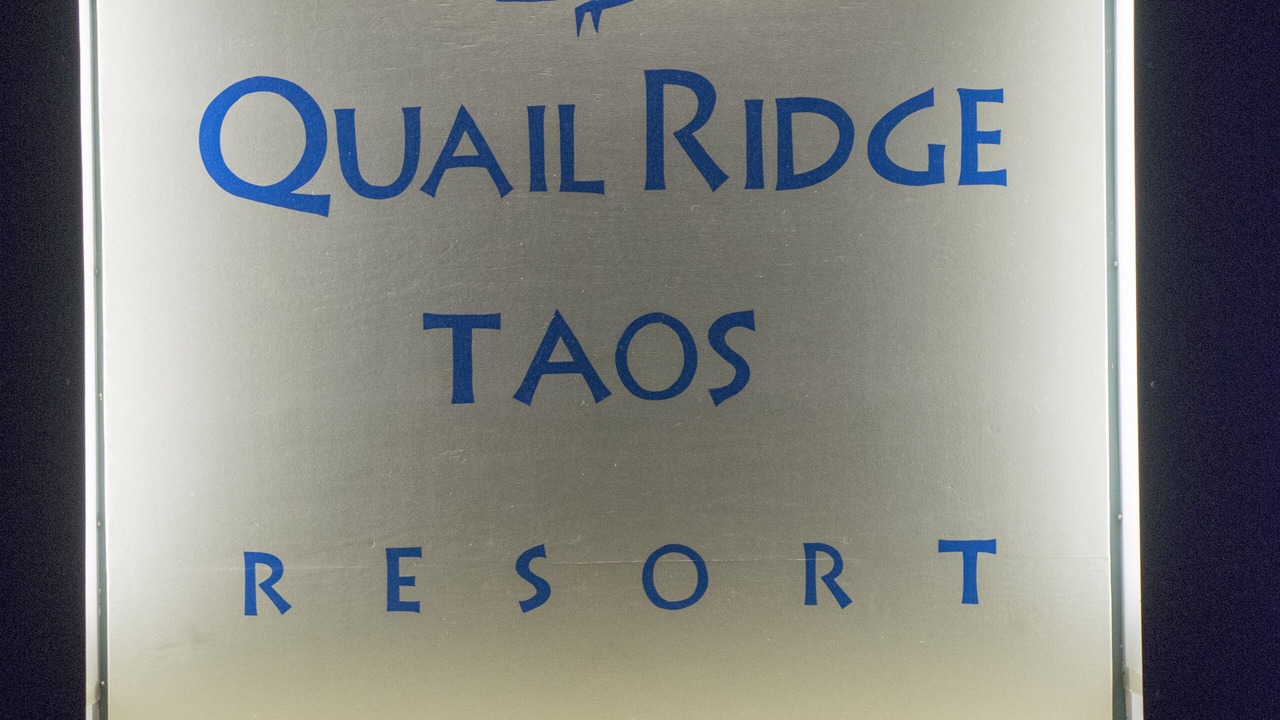 QUAIL RIDGE
TAOS
RESORT